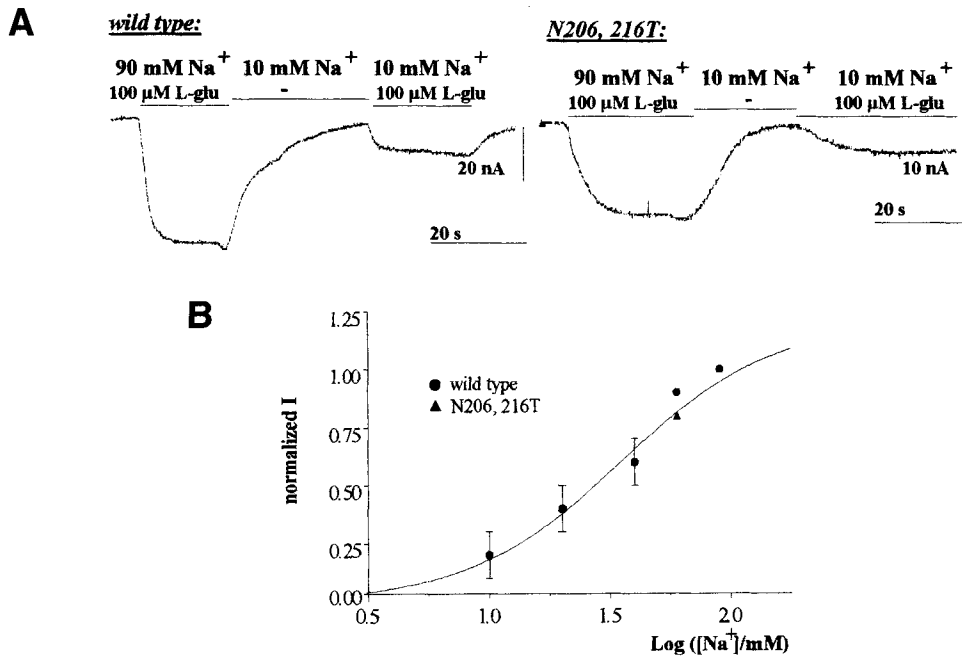 A
wild type:
N206, 216T:
90 mM Na+ 10 mM Na+ 10 mM Na+
100 µM L-glu - 100 µM L-glu
90 mM Na+ 10 mM Na+ 10 mM Na+
100 µM L-glu - 100 µM L-glu
20 nA
20 s
10 nA
20 s
B
1.25
1.00
0.75
0.50
0.25
0.00
normalized I
wild type
N206, 216T
0.5 1.0 1.5 2.0
Log ([Na+]/mM)